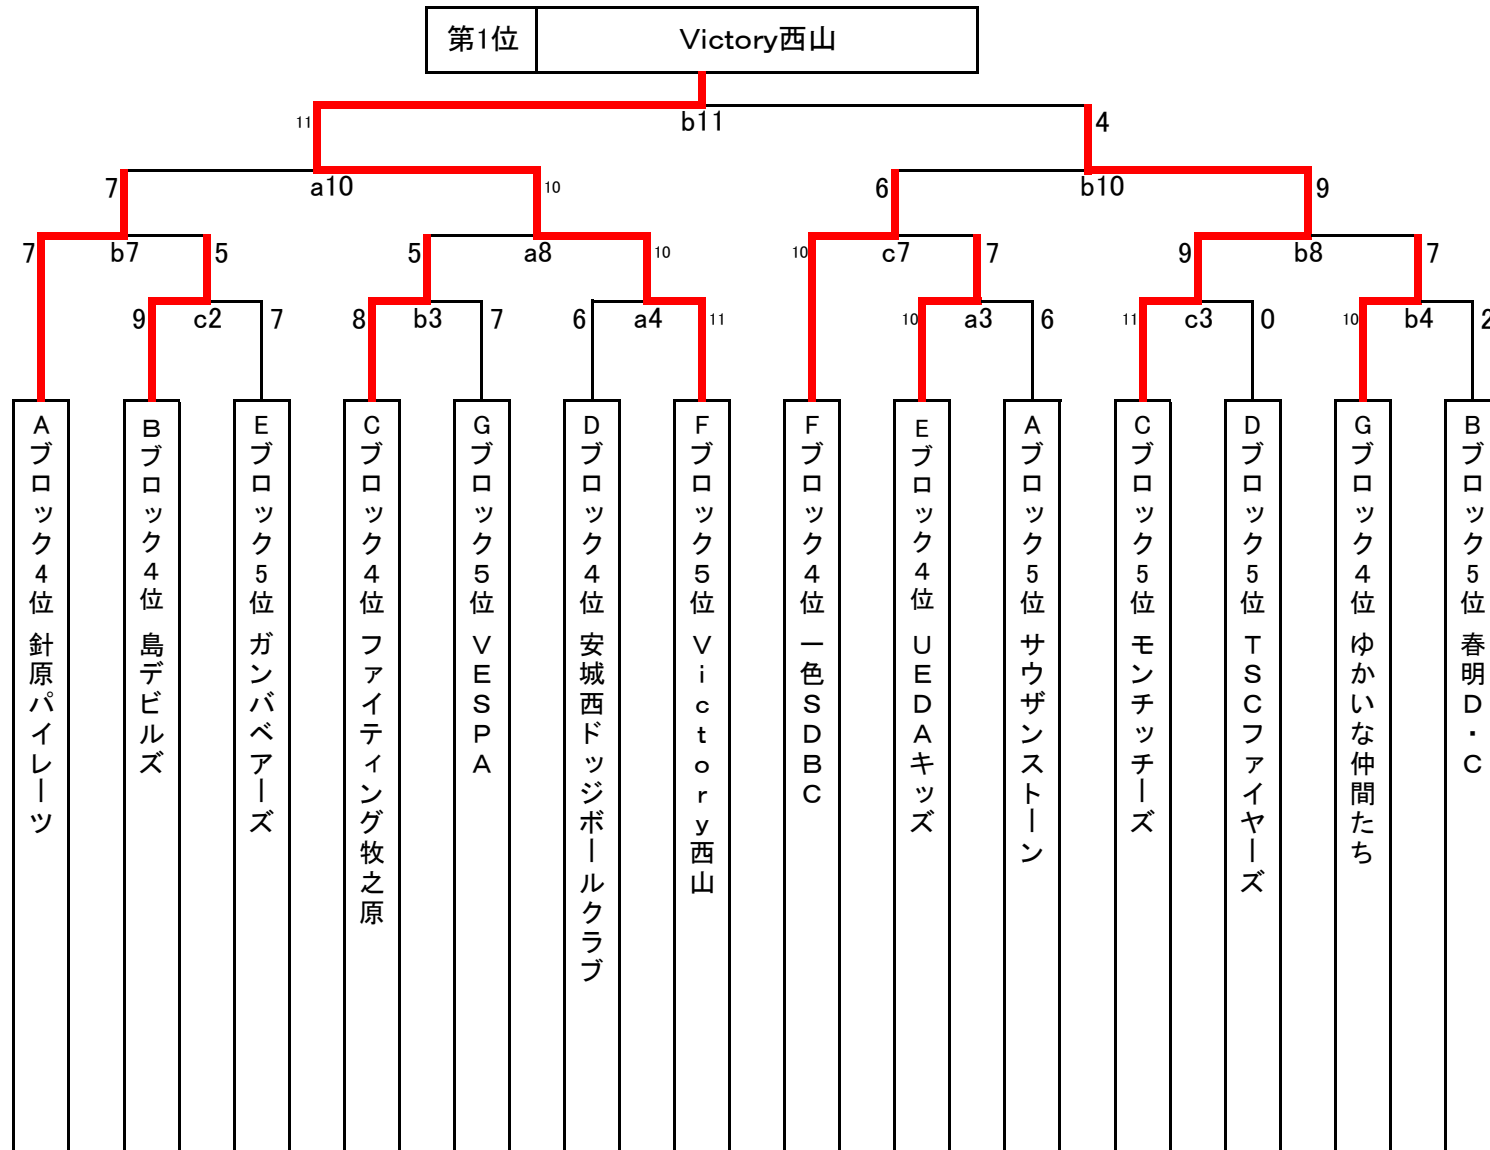 第1位 Victory西山
11 b11 4
7 a10 10 6 b10 9
7 b7 5 5 a8 10 10 c7 7 9 b8 7
9 c2 7 8 b3 7 6 a4 11 10 a3 6 11 c3 0 10 b4 2
Aブロック4位 針原パイレーツ
Bブロック4位 島デビルズ
Eブロック5位 ガンバベアーズ
Cブロック4位 ファイティング牧之原
Gブロック5位 VESPA
Dブロック4位 安城西ドッジボールクラブ
Fブロック5位 Victory西山
Fブロック4位 一色SDBC
Eブロック4位 UEDAキッズ
Aブロック5位 サウザンストーン
Cブロック5位 モンチッチーズ
Dブロック5位 TSCファイヤーズ
Gブロック4位 ゆかいな仲間たち
Bブロック5位 春明D・C